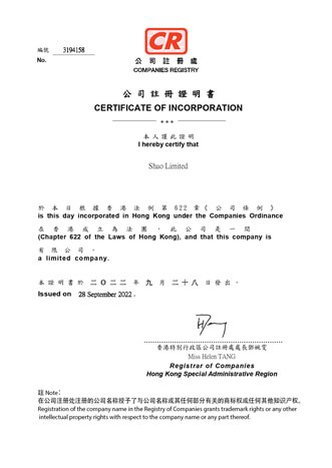 CR
編號 3194158
No.
公司註冊處
COMPANIES REGISTRY
公司註冊證明書
CERTIFICATE OF INCORPORATION
本人謹此證明
I hereby certify that
Shao Limited
於本日根據香港法例第622章《公司條例》
is this day incorporated in Hong Kong under the Companies Ordinance
在香港成立為法團，此公司是一間
(Chapter 622 of the Laws of Hong Kong), and that this company is
有限公司。
a limited company.
本證明書於二〇二二年九月二十八日發出。
Issued on 28 September 2022 .
香港特別行政區公司註冊處處長鄧婉雯
Miss Helen TANG
Registrar of Companies
Hong Kong Special Administrative Region
註 Note:
在公司注册处注册的公司名称授予了与公司名称或其任何部分有关的商标权或任何其他知识产权。
Registration of the company name in the Registry of Companies grants trademark rights or any other
intellectual property rights with respect to the company name or any part thereof.